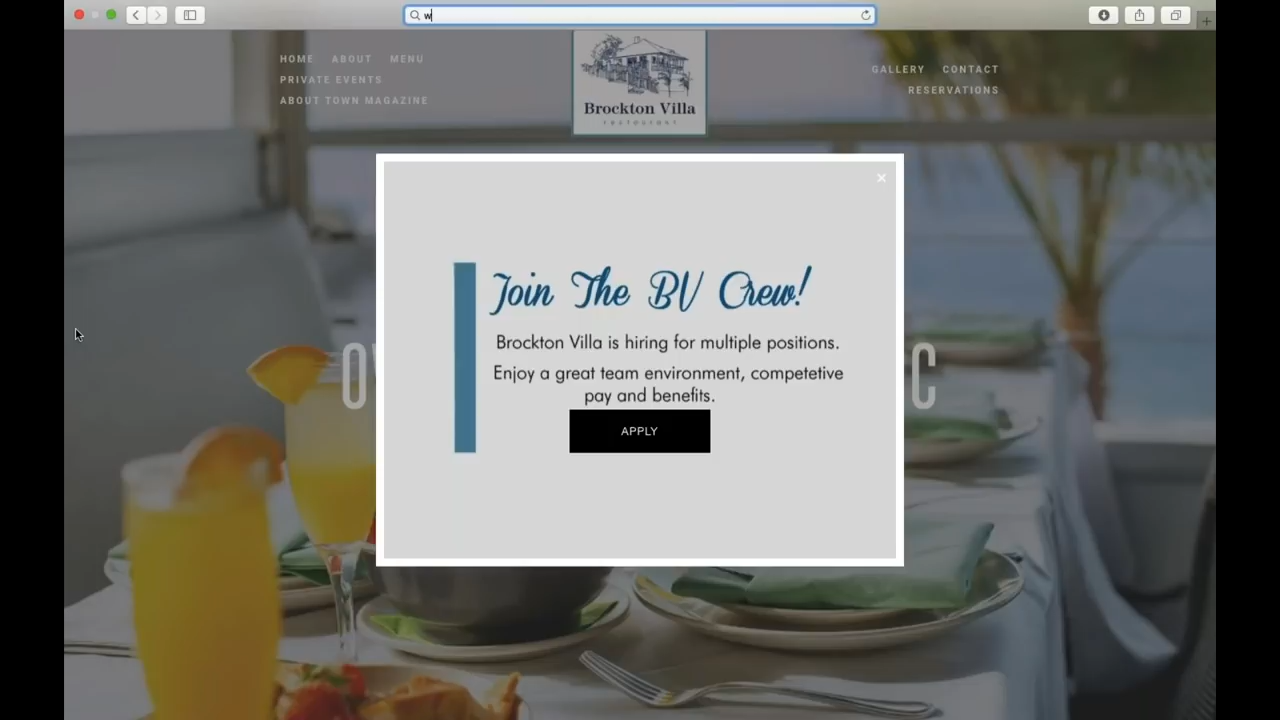 w
HOME ABOUT MENU
PRIVATE EVENTS
ABOUT TOWN MAGAZINE
Brockton Villa
RESTAURANT
GALLERY CONTACT
RESERVATIONS
Join The BV Crew!
Brockton Villa is hiring for multiple positions.
Enjoy a great team environment, competetive
pay and benefits.
APPLY